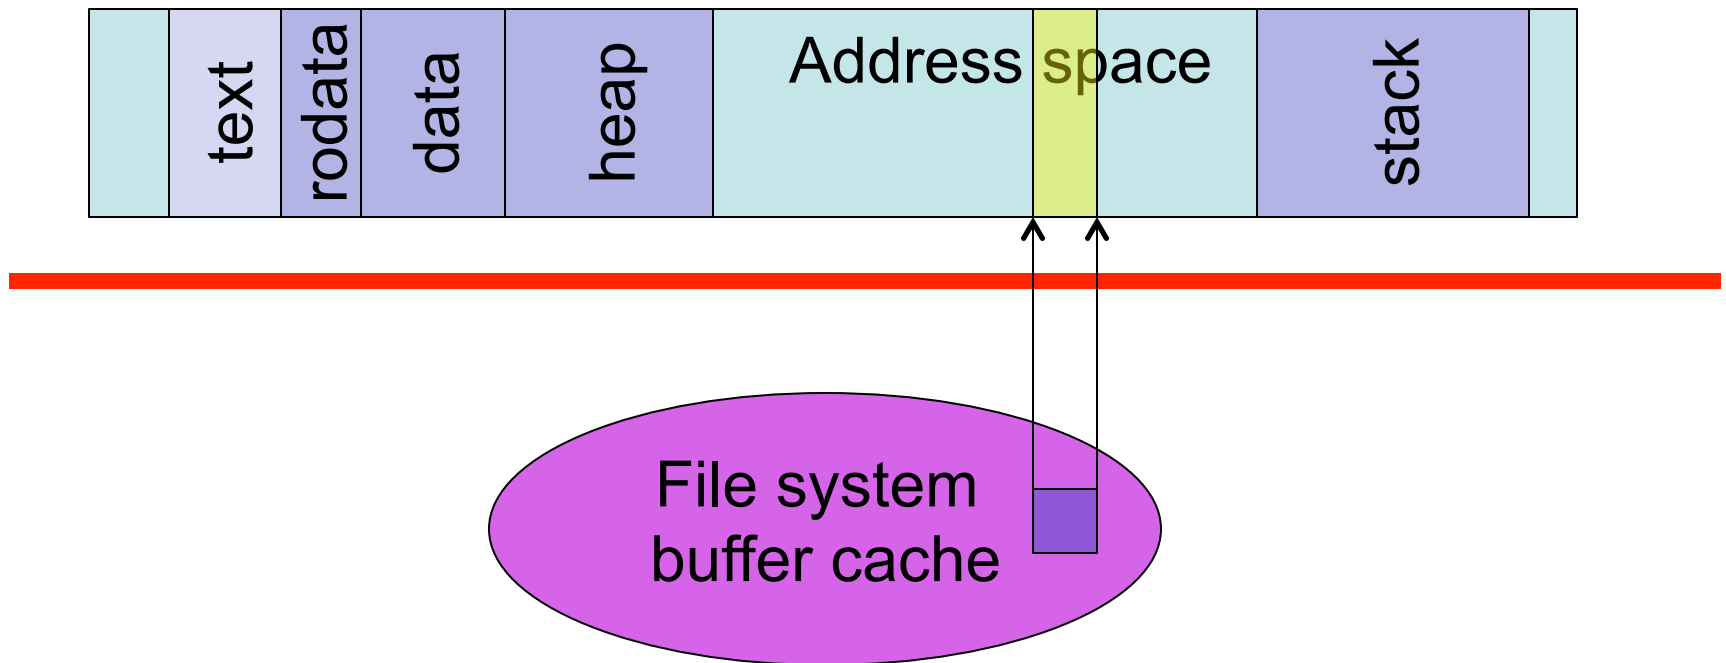 text
rodata
data
heap
Address space
stack
File system
buffer cache